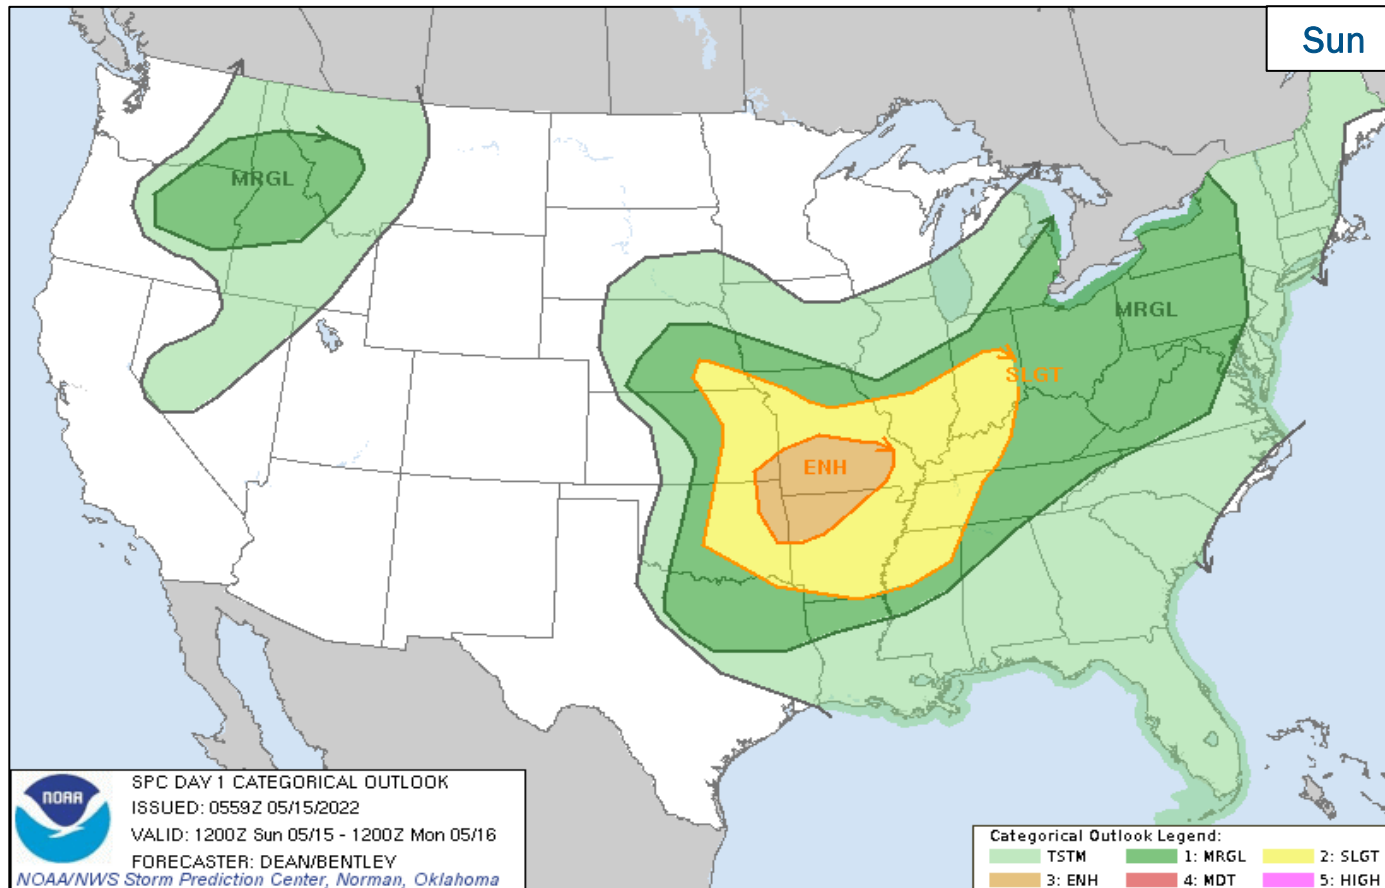 Sun
MRGL
MRGL
SLGT
ENH
NOAA
SPC DAY 1 CATEGORICAL OUTLOOK
ISSUED: 0559Z 05/15/2022
VALID: 1200Z Sun 05/15 - 1200Z Mon 05/16
FORECASTER: DEAN/BENTLEY
NOAA/NWS Storm Prediction Center, Norman, Oklahoma
Categorical Outlook Legend:
TSTM 1: MRGL 2: SLGT
3: ENH 4: MDT 5: HIGH